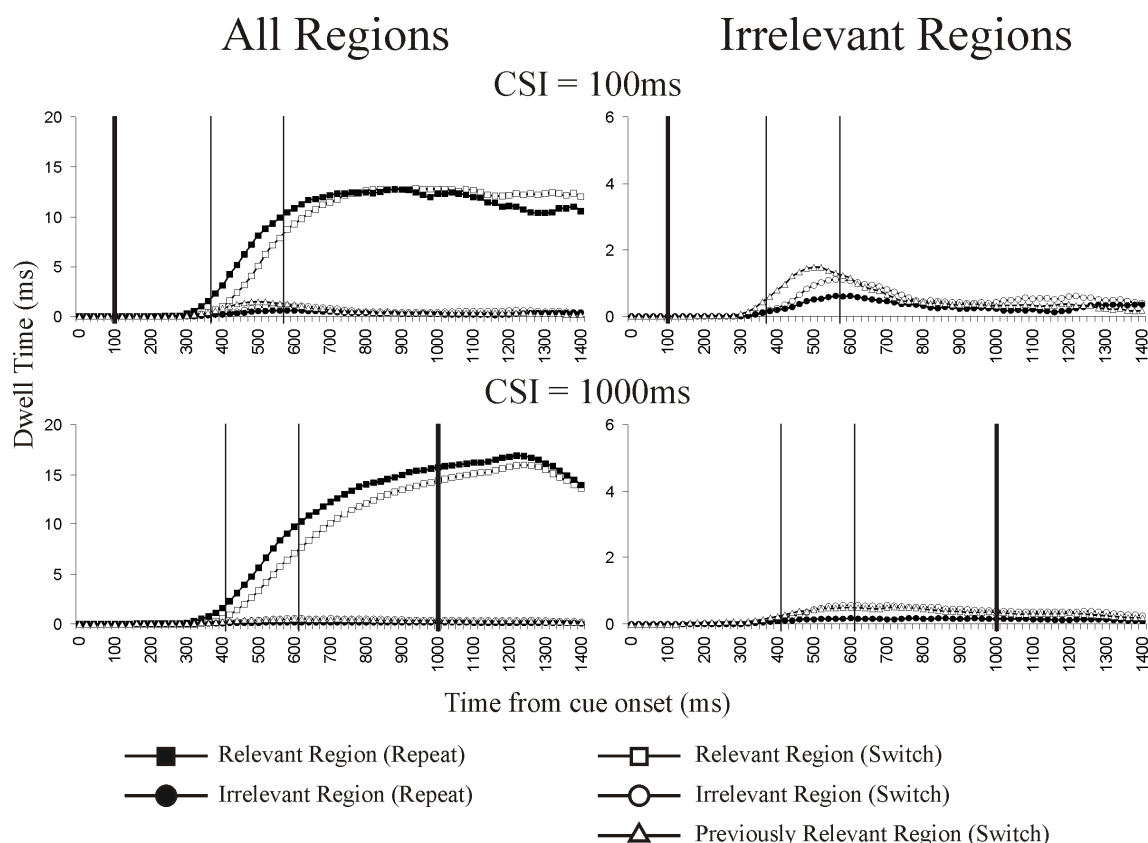 All Regions Irrelevant Regions
CSI = 100ms
20
15
10
5
0
0 100 200 300 400 500 600 700 800 900 1000 1100 1200 1300 1400
6
4
2
0
0 100 200 300 400 500 600 700 800 900 1000 1100 1200 1300 1400
Dwell Time (ms)
CSI = 1000ms
20
15
10
5
0
0 100 200 300 400 500 600 700 800 900 1000 1100 1200 1300 1400
6
4
2
0
0 100 200 300 400 500 600 700 800 900 1000 1100 1200 1300 1400
Time from cue onset (ms)
Relevant Region (Repeat)
Irrelevant Region (Repeat)
Relevant Region (Switch)
Irrelevant Region (Switch)
Previously Relevant Region (Switch)